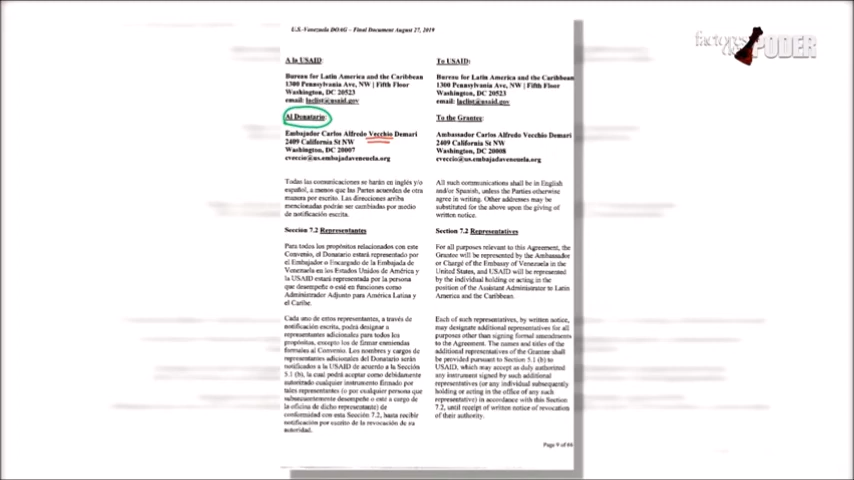 U.S.-Venezuela DOAG – Final Document August 27, 2019
factores de PODER
A la USAID:
Bureau for Latin America and the Caribbean
1300 Pennsylvania Ave, NW | Fifth Floor
Washington, DC 20523
email: laclist@usaid.gov
Al Donatario:
Embajador Carlos Alfredo Vecchio Demari
2409 California St NW
Washington, DC 20007
cveccio@us.embajadavenezuela.org
Todas las comunicaciones se harán en inglés y/o
español, a menos que las Partes acuerden de otra
manera por escrito. Las direcciones arriba
mencionadas podrán ser cambiadas por medio
de notificación escrita.
Sección 7.2 Representantes
Para todos los propósitos relacionados con este
Convenio, el Donatario estará representado por
el Embajador o Encargado de la Embajada de
Venezuela en los Estados Unidos de América y
la USAID estará representada por la persona
que desempeñe o esté en funciones como
Administrador Adjunto para América Latina y
el Caribe.
Cada uno de estos representantes, a través de
notificación escrita, podrá designar a
representantes adicionales para todos los
propósitos, excepto los de firmar enmiendas
formales al Convenio. Los nombres y cargos de
representantes adicionales del Donatario serán
notificados a la USAID de acuerdo a la Sección
5.1 (b), la cual podrá aceptar como debidamente
autorizado cualquier instrumento firmado por
tales representantes (o por cualquier persona que
subsecuentemente desempeñe o esté a cargo de
la oficina de dicho representante) de
conformidad con esta Sección 7.2, hasta recibir
notificación por escrito de la revocación de su
autoridad.
To USAID:
Bureau for Latin America and the Caribbean
1300 Pennsylvania Ave, NW | Fifth Floor
Washington, DC 20523
email: laclist@usaid.gov
To the Grantee:
Ambassador Carlos Alfredo Vecchio Demari
2409 California St NW
Washington, DC 20008
cveccio@us.embajadavenezuela.org
All such communications shall be in English
and/or Spanish, unless the Parties otherwise
agree in writing. Other addresses may be
substituted for the above upon the giving of
written notice.
Section 7.2 Representatives
For all purposes relevant to this Agreement, the
Grantee will be represented by the Ambassador
or Chargé of the Embassy of Venezuela in the
United States, and USAID will be represented
by the individual holding or acting in the
position of the Assistant Administrator to Latin
America and the Caribbean.
Each of such representatives, by written notice,
may designate additional representatives for all
purposes other than signing formal amendments
to the Agreement. The names and titles of the
additional representatives of the Grantee shall
be provided pursuant to Section 5.1 (b) to
USAID, which may accept as duly authorized
any instrument signed by such additional
representatives (or any individual subsequently
holding or acting in the office of any such
representative) in accordance with this Section
7.2, until receipt of written notice of revocation
of their authority.
Page 9 of 44